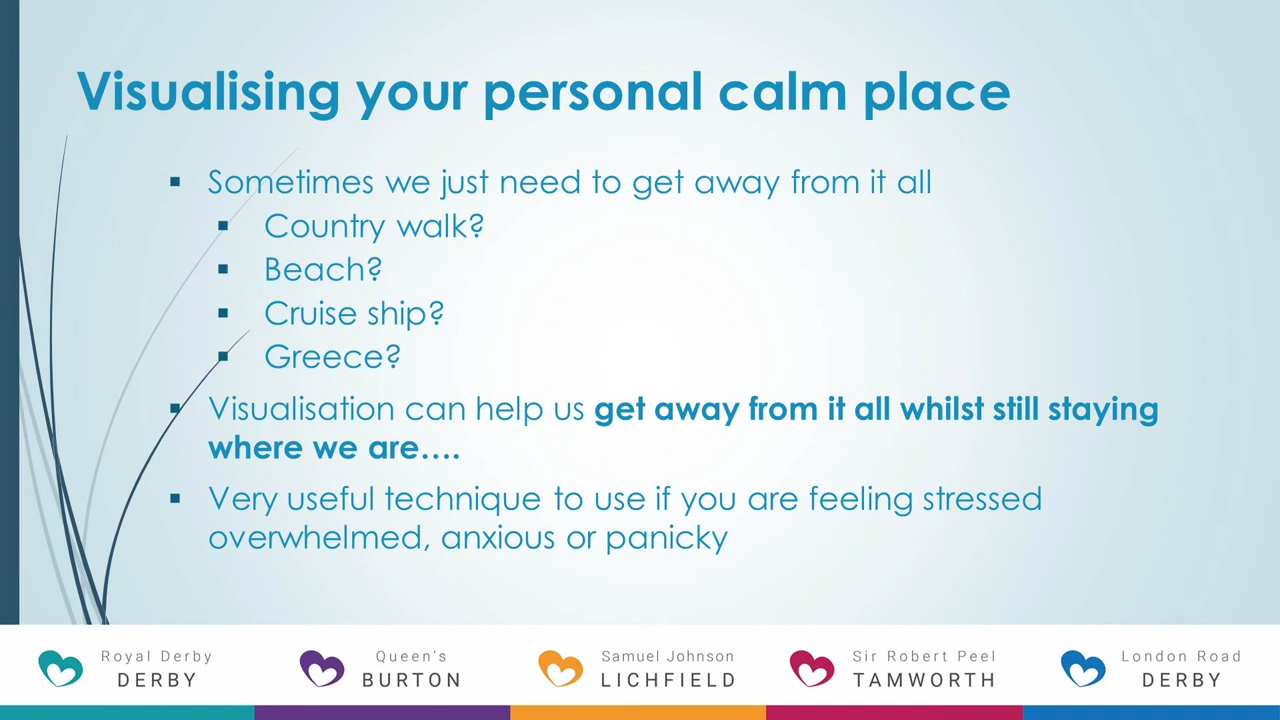 Visualising your personal calm place
▪ Sometimes we just need to get away from it all
▪ Country walk?
▪ Beach?
▪ Cruise ship?
▪ Greece?
▪ Visualisation can help us get away from it all whilst still staying
where we are....
▪ Very useful technique to use if you are feeling stressed
overwhelmed, anxious or panicky
Royal Derby
DERBY
Queen's
BURTON
Samuel Johnson
LICHFIELD
Sir Robert Peel
TAMWORTH
London Road
DERBY